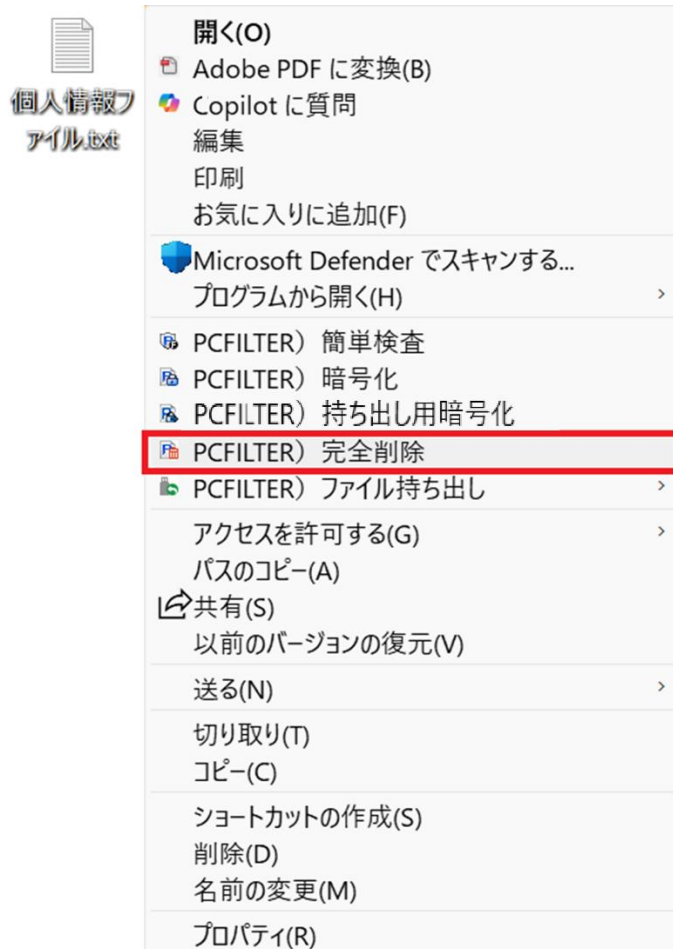 個人情報フ
ァイル.txt
開く(O)
Adobe PDF に変換(B)
Copilot に質問
編集
印刷
お気に入りに追加(F)
Microsoft Defender でスキャンする...
プログラムから開く(H)
PCFILTER）簡単検査
PCFILTER）暗号化
PCFILTER）持ち出し用暗号化
PCFILTER）完全削除
PCFILTER）ファイル持ち出し
アクセスを許可する(G)
パスのコピー(A)
共有(S)
以前のバージョンの復元(V)
送る(N)
切り取り(T)
コピー(C)
ショートカットの作成(S)
削除(D)
名前の変更(M)
プロパティ(R)